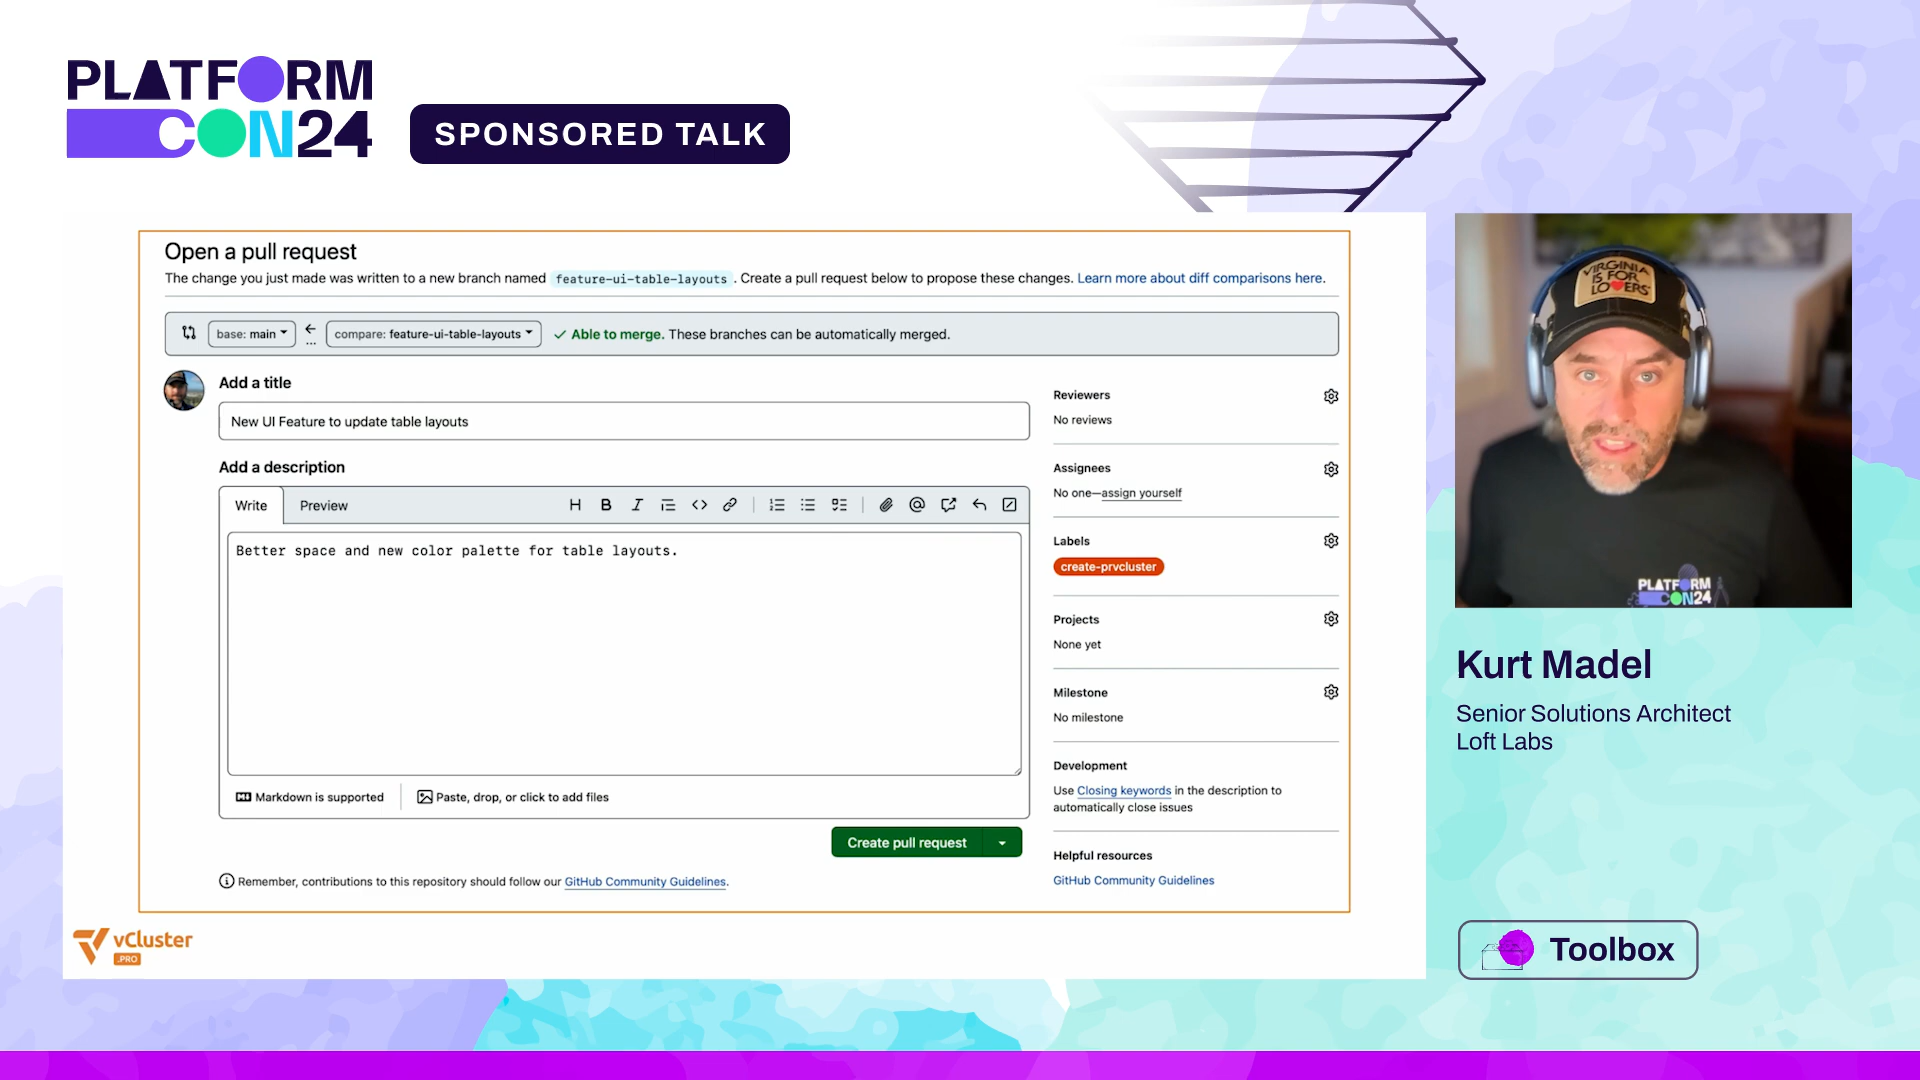 PLATFORM
CON24
SPONSORED TALK
Open a pull request
The change you just made was written to a new branch named feature-ui-table-layouts. Create a pull request below to propose these changes. Learn more about diff comparisons here.
base: main
...
compare: feature-ui-table-layouts
Able to merge. These branches can be automatically merged.
Add a title
New UI Feature to update table layouts
Add a description
Write
Preview
H B I
Better space and new color palette for table layouts.
Markdown is supported
Paste, drop, or click to add files
Create pull request
Remember, contributions to this repository should follow our GitHub Community Guidelines.
Reviewers
No reviews
Assignees
No one—assign yourself
Labels
create-prvcluster
Projects
None yet
Milestone
No milestone
Development
Use Closing keywords in the description to
automatically close issues
Helpful resources
GitHub Community Guidelines
vCluster
.PRO
VIRGINIA
IS FOR
LO♥ERS
PLATFORM
CON24
Kurt Madel
Senior Solutions Architect
Loft Labs
Toolbox